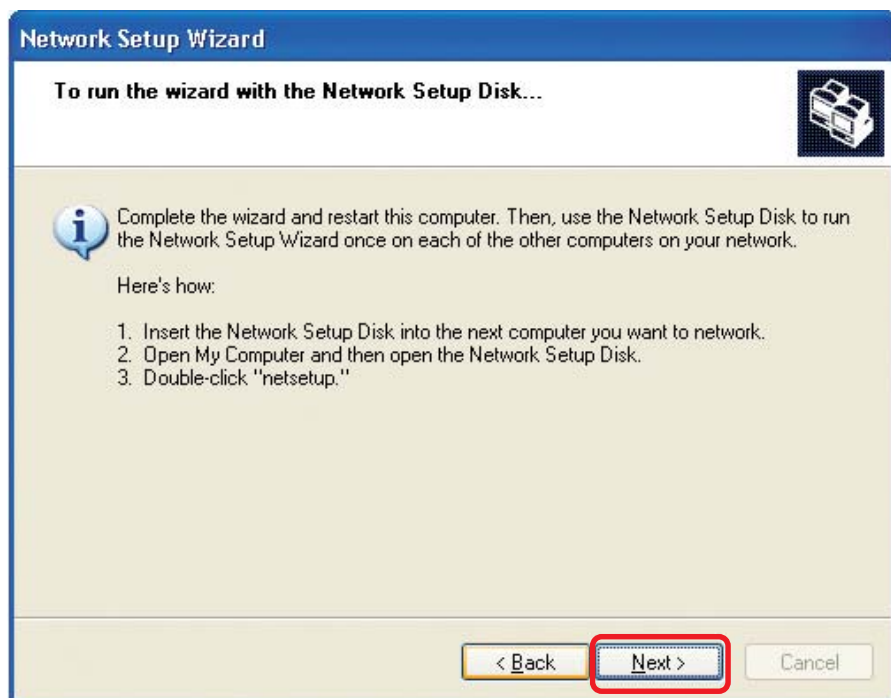 Network Setup Wizard
To run the wizard with the Network Setup Disk...
Complete the wizard and restart this computer. Then, use the Network Setup Disk to run
the Network Setup Wizard once on each of the other computers on your network.
Here's how:
1. Insert the Network Setup Disk into the next computer you want to network.
2. Open My Computer and then open the Network Setup Disk.
3. Double-click "netsetup."
< Back
Next >
Cancel